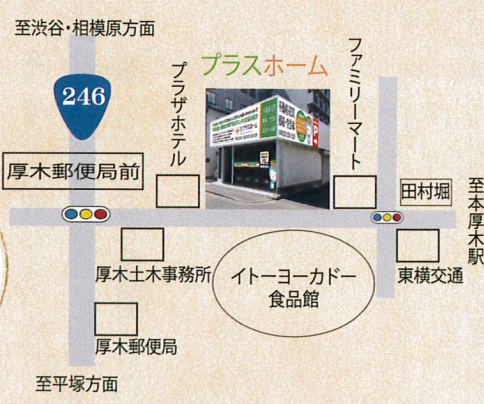 至渋谷・相模原方面
246
プラザホテル
プラスホーム
ファミリーマート
厚木郵便局前
田村堀
至本厚木駅
厚木土木事務所
イトーヨーカドー
食品館
東横交通
厚木郵便局
至平塚方面